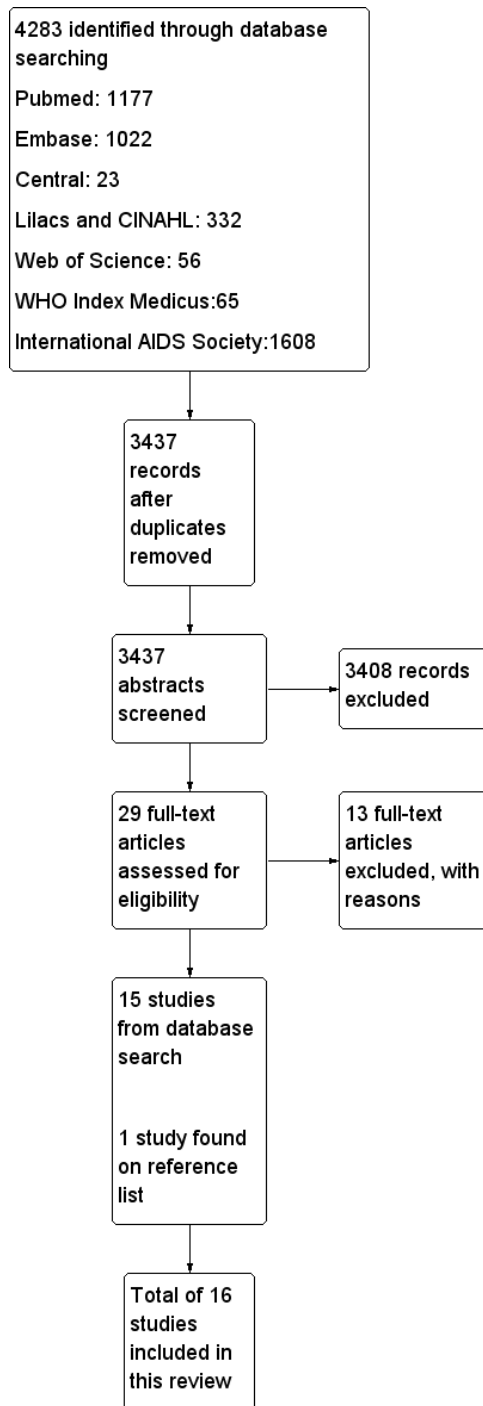 4283 identified through database
searching
Pubmed: 1177
Embase: 1022
Central: 23
Lilacs and CINAHL: 332
Web of Science: 56
WHO Index Medicus:65
International AIDS Society:1608
3437
records
after
duplicates
removed
3437
abstracts
screened
3408 records
excluded
29 full-text
articles
assessed for
eligibility
13 full-text
articles
excluded, with
reasons
15 studies
from database
search
1 study found
on reference
list
Total of 16
studies
included in
this review